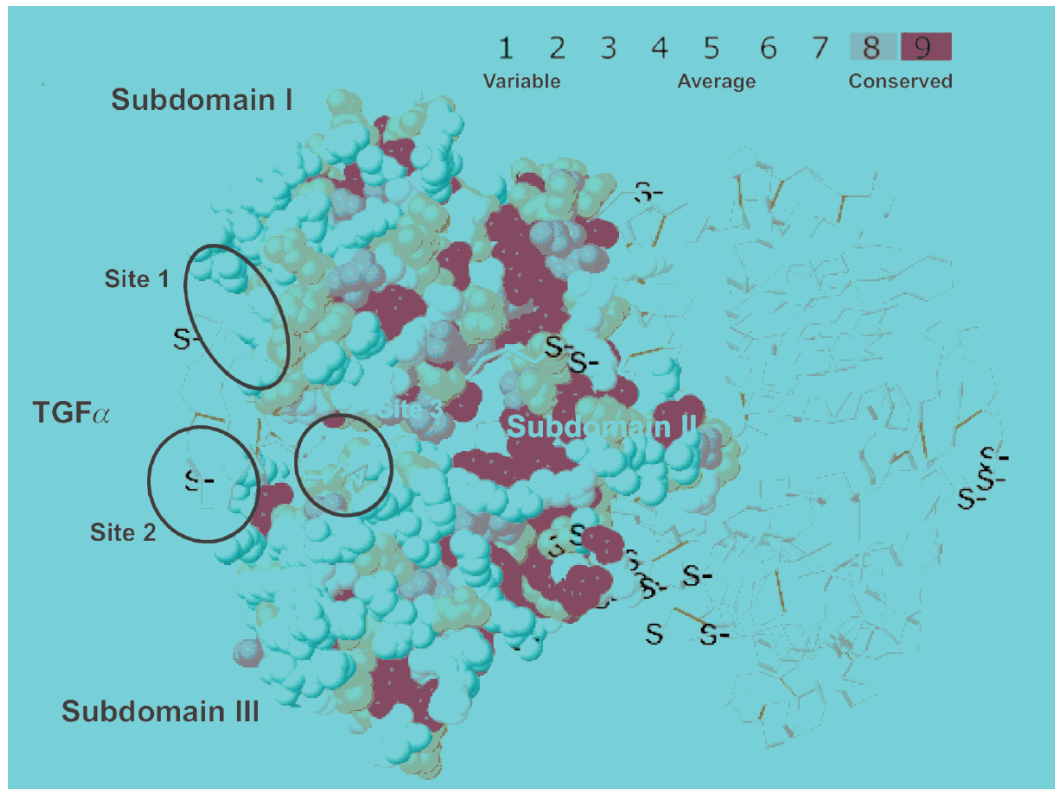 1 2 3 4 5 6 7 8 9
Variable Average Conserved
Subdomain I
S-
Site 1
S-
S-
S-
TGFα
Site 3
Subdomain II
S-
S-
S-
S-
Site 2
S
S-
S-
S
S-
Subdomain III